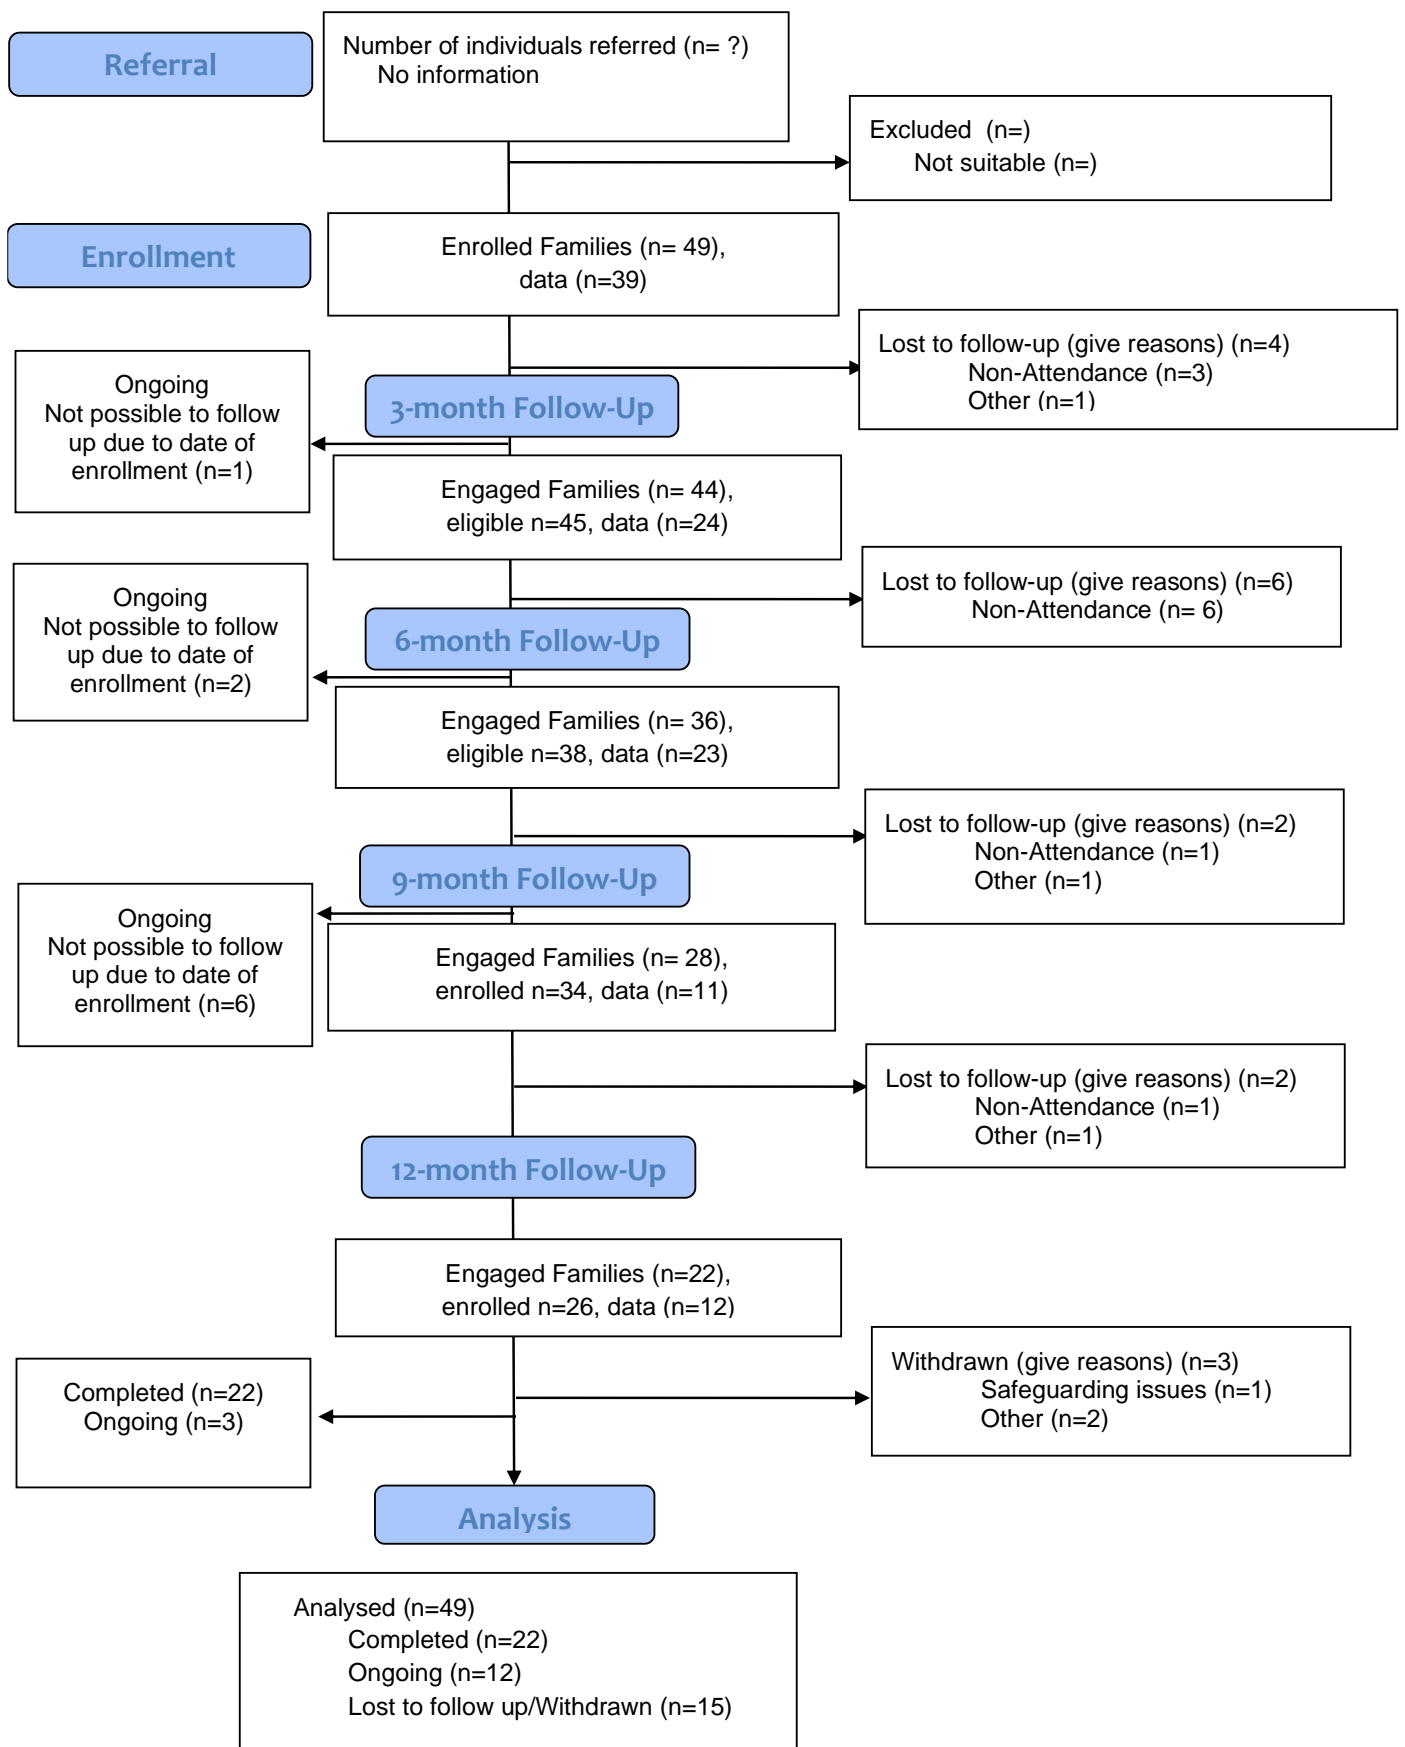 Referral
Number of individuals referred (n= ?)
No information
Excluded  (n=)
Not suitable (n=)
Enrollment
Enrolled Families (n= 49),
data (n=39)
Lost to follow-up (give reasons) (n=4)
Non-Attendance (n=3)
Other (n=1)
Ongoing
Not possible to follow
up due to date of
enrollment (n=1)
3-month Follow-Up
Engaged Families (n= 44),
eligible n=45, data (n=24)
Lost to follow-up (give reasons) (n=6)
Non-Attendance (n= 6)
Ongoing
Not possible to follow
up due to date of
enrollment (n=2)
6-month Follow-Up
Engaged Families (n= 36),
eligible n=38, data (n=23)
Lost to follow-up (give reasons) (n=2)
Non-Attendance (n=1)
Other (n=1)
9-month Follow-Up
Ongoing
Not possible to follow
up due to date of
enrollment (n=6)
Engaged Families (n= 28),
enrolled n=34, data (n=11)
Lost to follow-up (give reasons) (n=2)
Non-Attendance (n=1)
Other (n=1)
12-month Follow-Up
Engaged Families (n=22),
enrolled n=26, data (n=12)
Withdrawn (give reasons) (n=3)
Safeguarding issues (n=1)
Other (n=2)
Completed (n=22)
Ongoing (n=3)
Analysis
Analysed (n=49)
Completed (n=22)
Ongoing (n=12)
Lost to follow up/Withdrawn (n=15)